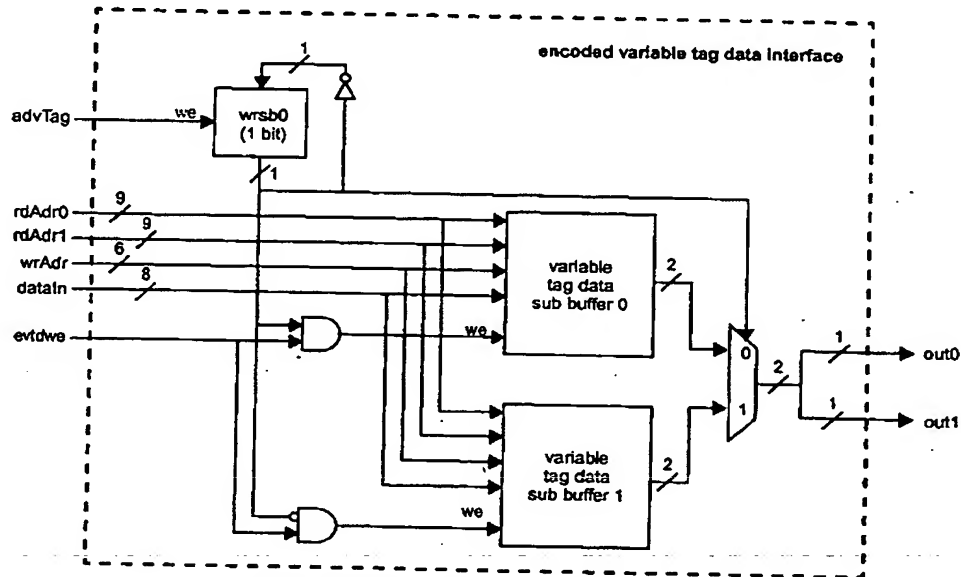 encoded variable tag data interface
1
advTag
we
wrsb0
(1 bit)
1
rdAdr0
9
rdAdr1
9
wrAdr
6
dataIn
8
evtdwe
variable
tag data
sub buffer 0
we
2
0
1
2
1
out0
1
out1
variable
tag data
sub buffer 1
we
2